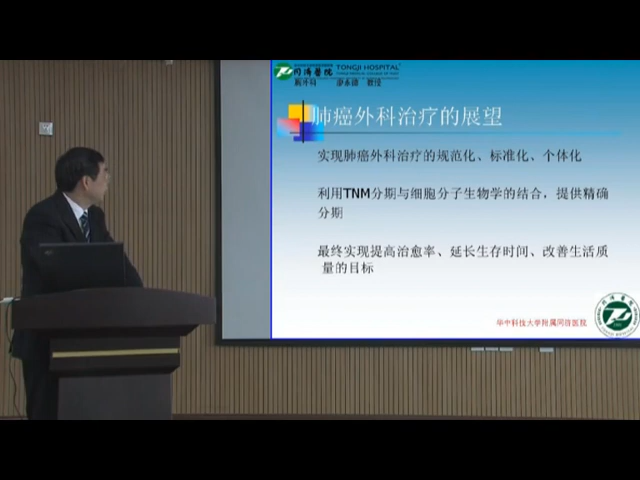 同济医院 TONGJI HOSPITAL
胸外科 教授
肺癌外科治疗的展望
实现肺癌外科治疗的规范化、标准化、个体化
利用TNM分期与细胞分子生物学的结合，提供精确
分期
最终实现提高治愈率、延长生存时间、改善生活质
量的目标
华中科技大学附属同济医院